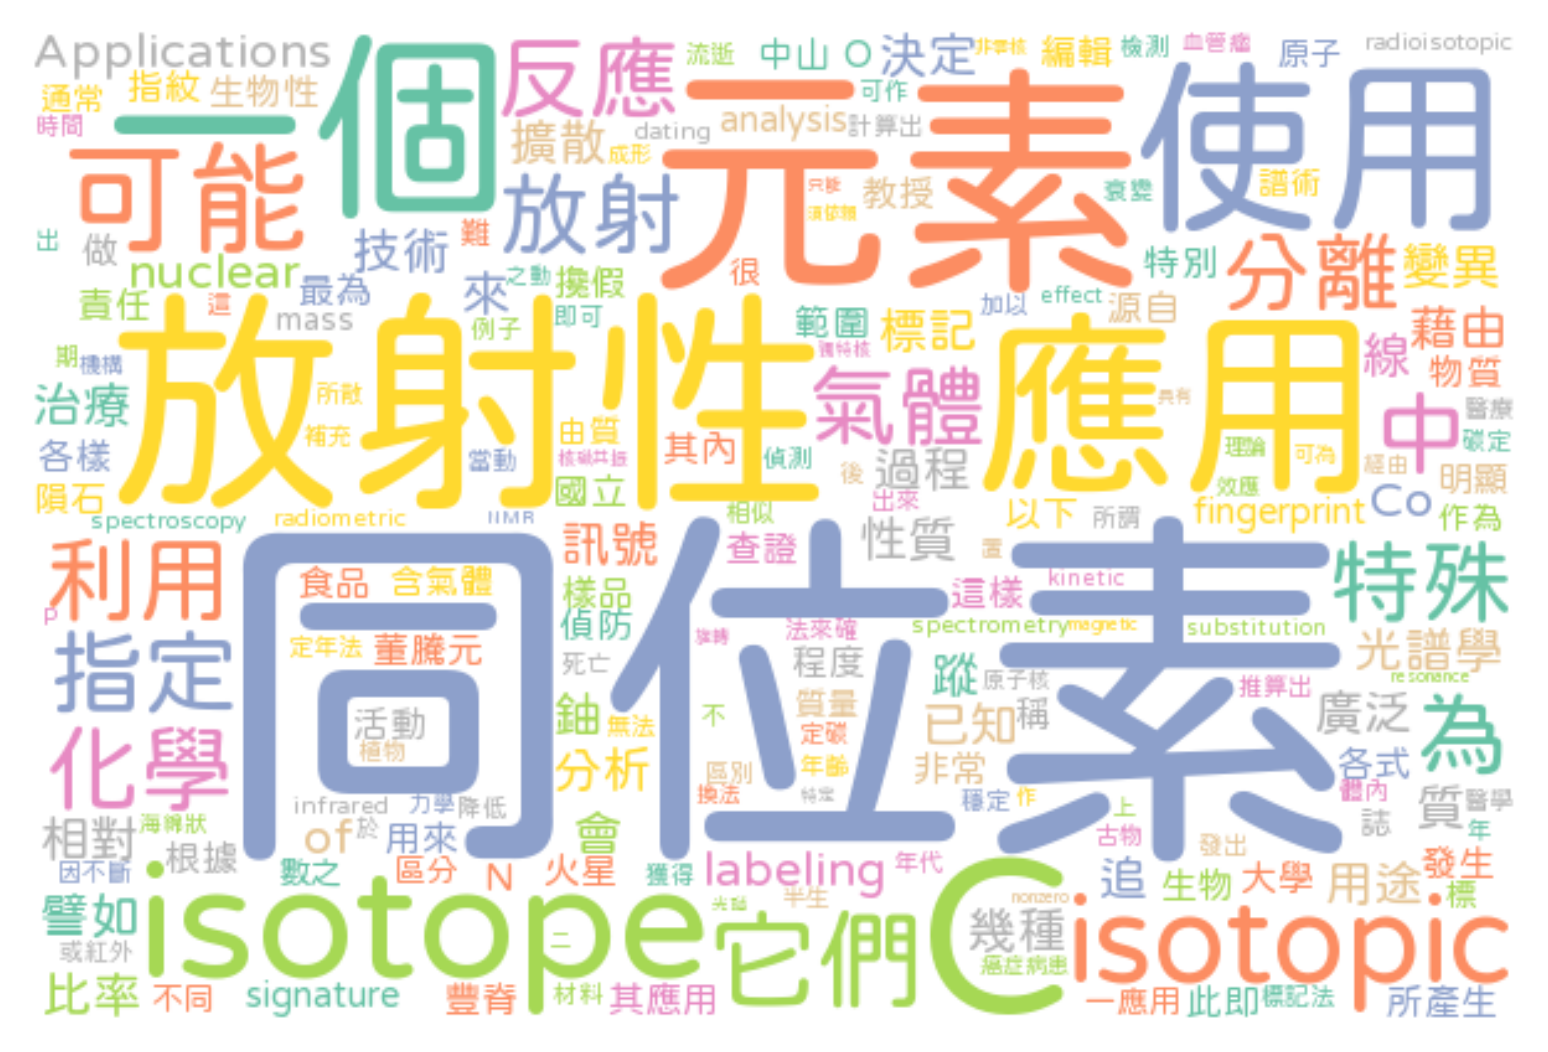 Applications
一個
反應
流逝
中山
O
決定
編輯
檢測
血管瘤
原子
radioisotopic
通常
指紋
生物性
元素
可作
使用
時間
擴散
dating
analysis
計算出
成形
可能
放射
只能
教授
衰變
譜術
須依賴
出
做
技術
難
特別
分離
變異
nuclear
最為
來
之動
攙假
很
責任
這
mass
例子
即可
加以
effect
源自
放射性
範圍
標記
應用
藉由
線
物質
期
機構
獨特核
治療
所散
氣體
具有
中
醫療
補充
由質
其內
理論
可為
碳定
各樣
當動
核磁共振
偵測
後
過程
經由
明顯
隕石
國立
出來
效應
spectroscopy
radiometric
NMR
相似
以下
所謂
fingerprint
Co
作為
利用
同位素
訊號
查證
性質
特殊
食品
含氣體
樣品
這樣
kinetic
P
偵防
法來確
spectrometry
magnetic
substitution
指定
定年法
董騰元
旋轉
死亡
程度
蹤
原子核
光譜學
resonance
推算出
活動
植物
鈾
無法
不
質量
定碳
已知
稱
廣泛
為
化學
分析
區別
年齡
非常
各式
換法
特定
穩定
作
體內
質
醫學
infrared
力學
降低
上
古物
誌
年
相對
海綿狀
of
於
用來
會
發出
根據
因不斷
數之
區分
N
火星
獲得
labeling
年代
追
生物
大學
用途
發生
標
半生
譬如
isotope
二
光譜
它們
C
nonzero
幾種
isotopic
或紅外
癌症病患
比率
不同
signature
豐脊
材料
其應用
一應用
此即
標記法
所產生